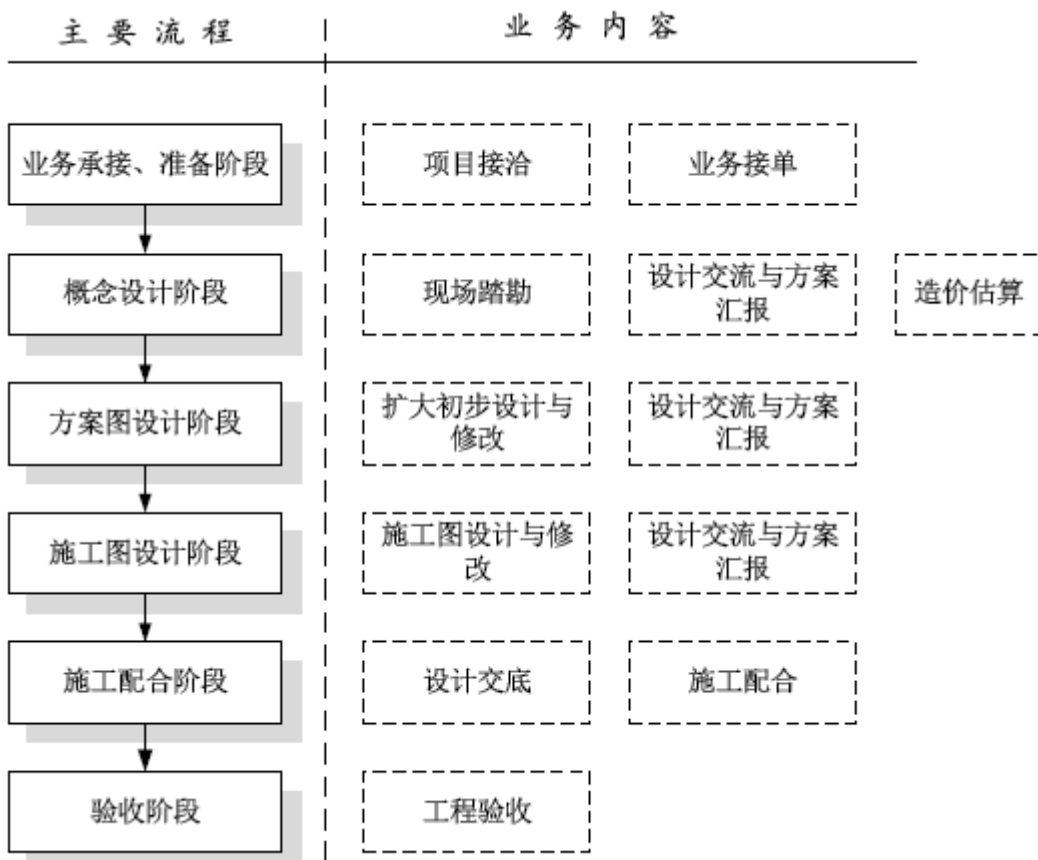 主要流程
业务内容
业务承接、准备阶段
项目接洽
业务接单
概念设计阶段
现场踏勘
设计交流与方案
汇报
造价估算
方案图设计阶段
扩大初步设计与
修改
设计交流与方案
汇报
施工图设计阶段
施工图设计与修
改
设计交流与方案
汇报
施工配合阶段
设计交底
施工配合
验收阶段
工程验收